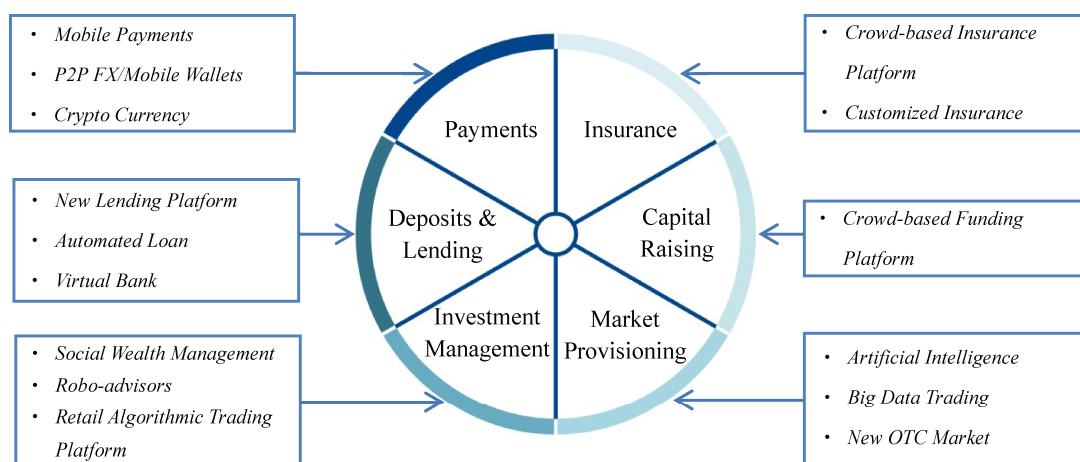 • Mobile Payments
• P2P FX/Mobile Wallets
• Crypto Currency
• New Lending Platform
• Automated Loan
• Virtual Bank
• Social Wealth Management
• Robo-advisors
• Retail Algorithmic Trading
Platform
Payments
Insurance
Deposits &
Lending
Capital
Raising
Investment
Management
Market
Provisioning
• Crowd-based Insurance
Platform
• Customized Insurance
• Crowd-based Funding
Platform
• Artificial Intelligence
• Big Data Trading
• New OTC Market